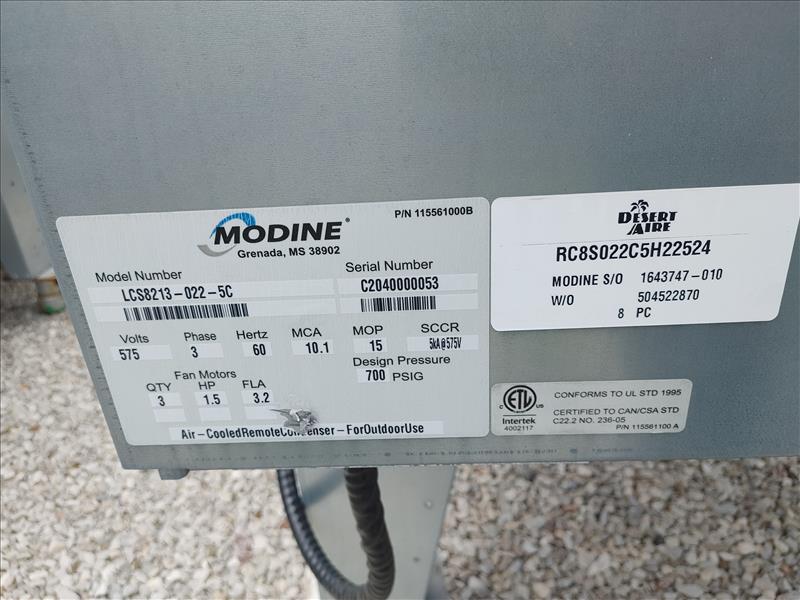 MODINE®
P/N 115561000B
Grenada, MS 38902
Model Number
Serial Number
LCS8213-022-5C
C2040000053
Volts Phase Hertz MCA MOP SCCR
575 3 60 10.1 15 5kA@575V
Fan Motors
Design Pressure
QTY HP FLA
700 PSIG
3 1.5 3.2
Air-CooledRemoteCondenser-ForOutdoorUse
DESERT
AIRE
RC8S022C5H22524
MODINE S/O 1643747-010
W/O 504522870
8 PC
ETL
C US
Intertek
4002117
CONFORMS TO UL STD 1995
CERTIFIED TO CAN/CSA STD
C22.2 NO. 236-05
P/N 115561100 A